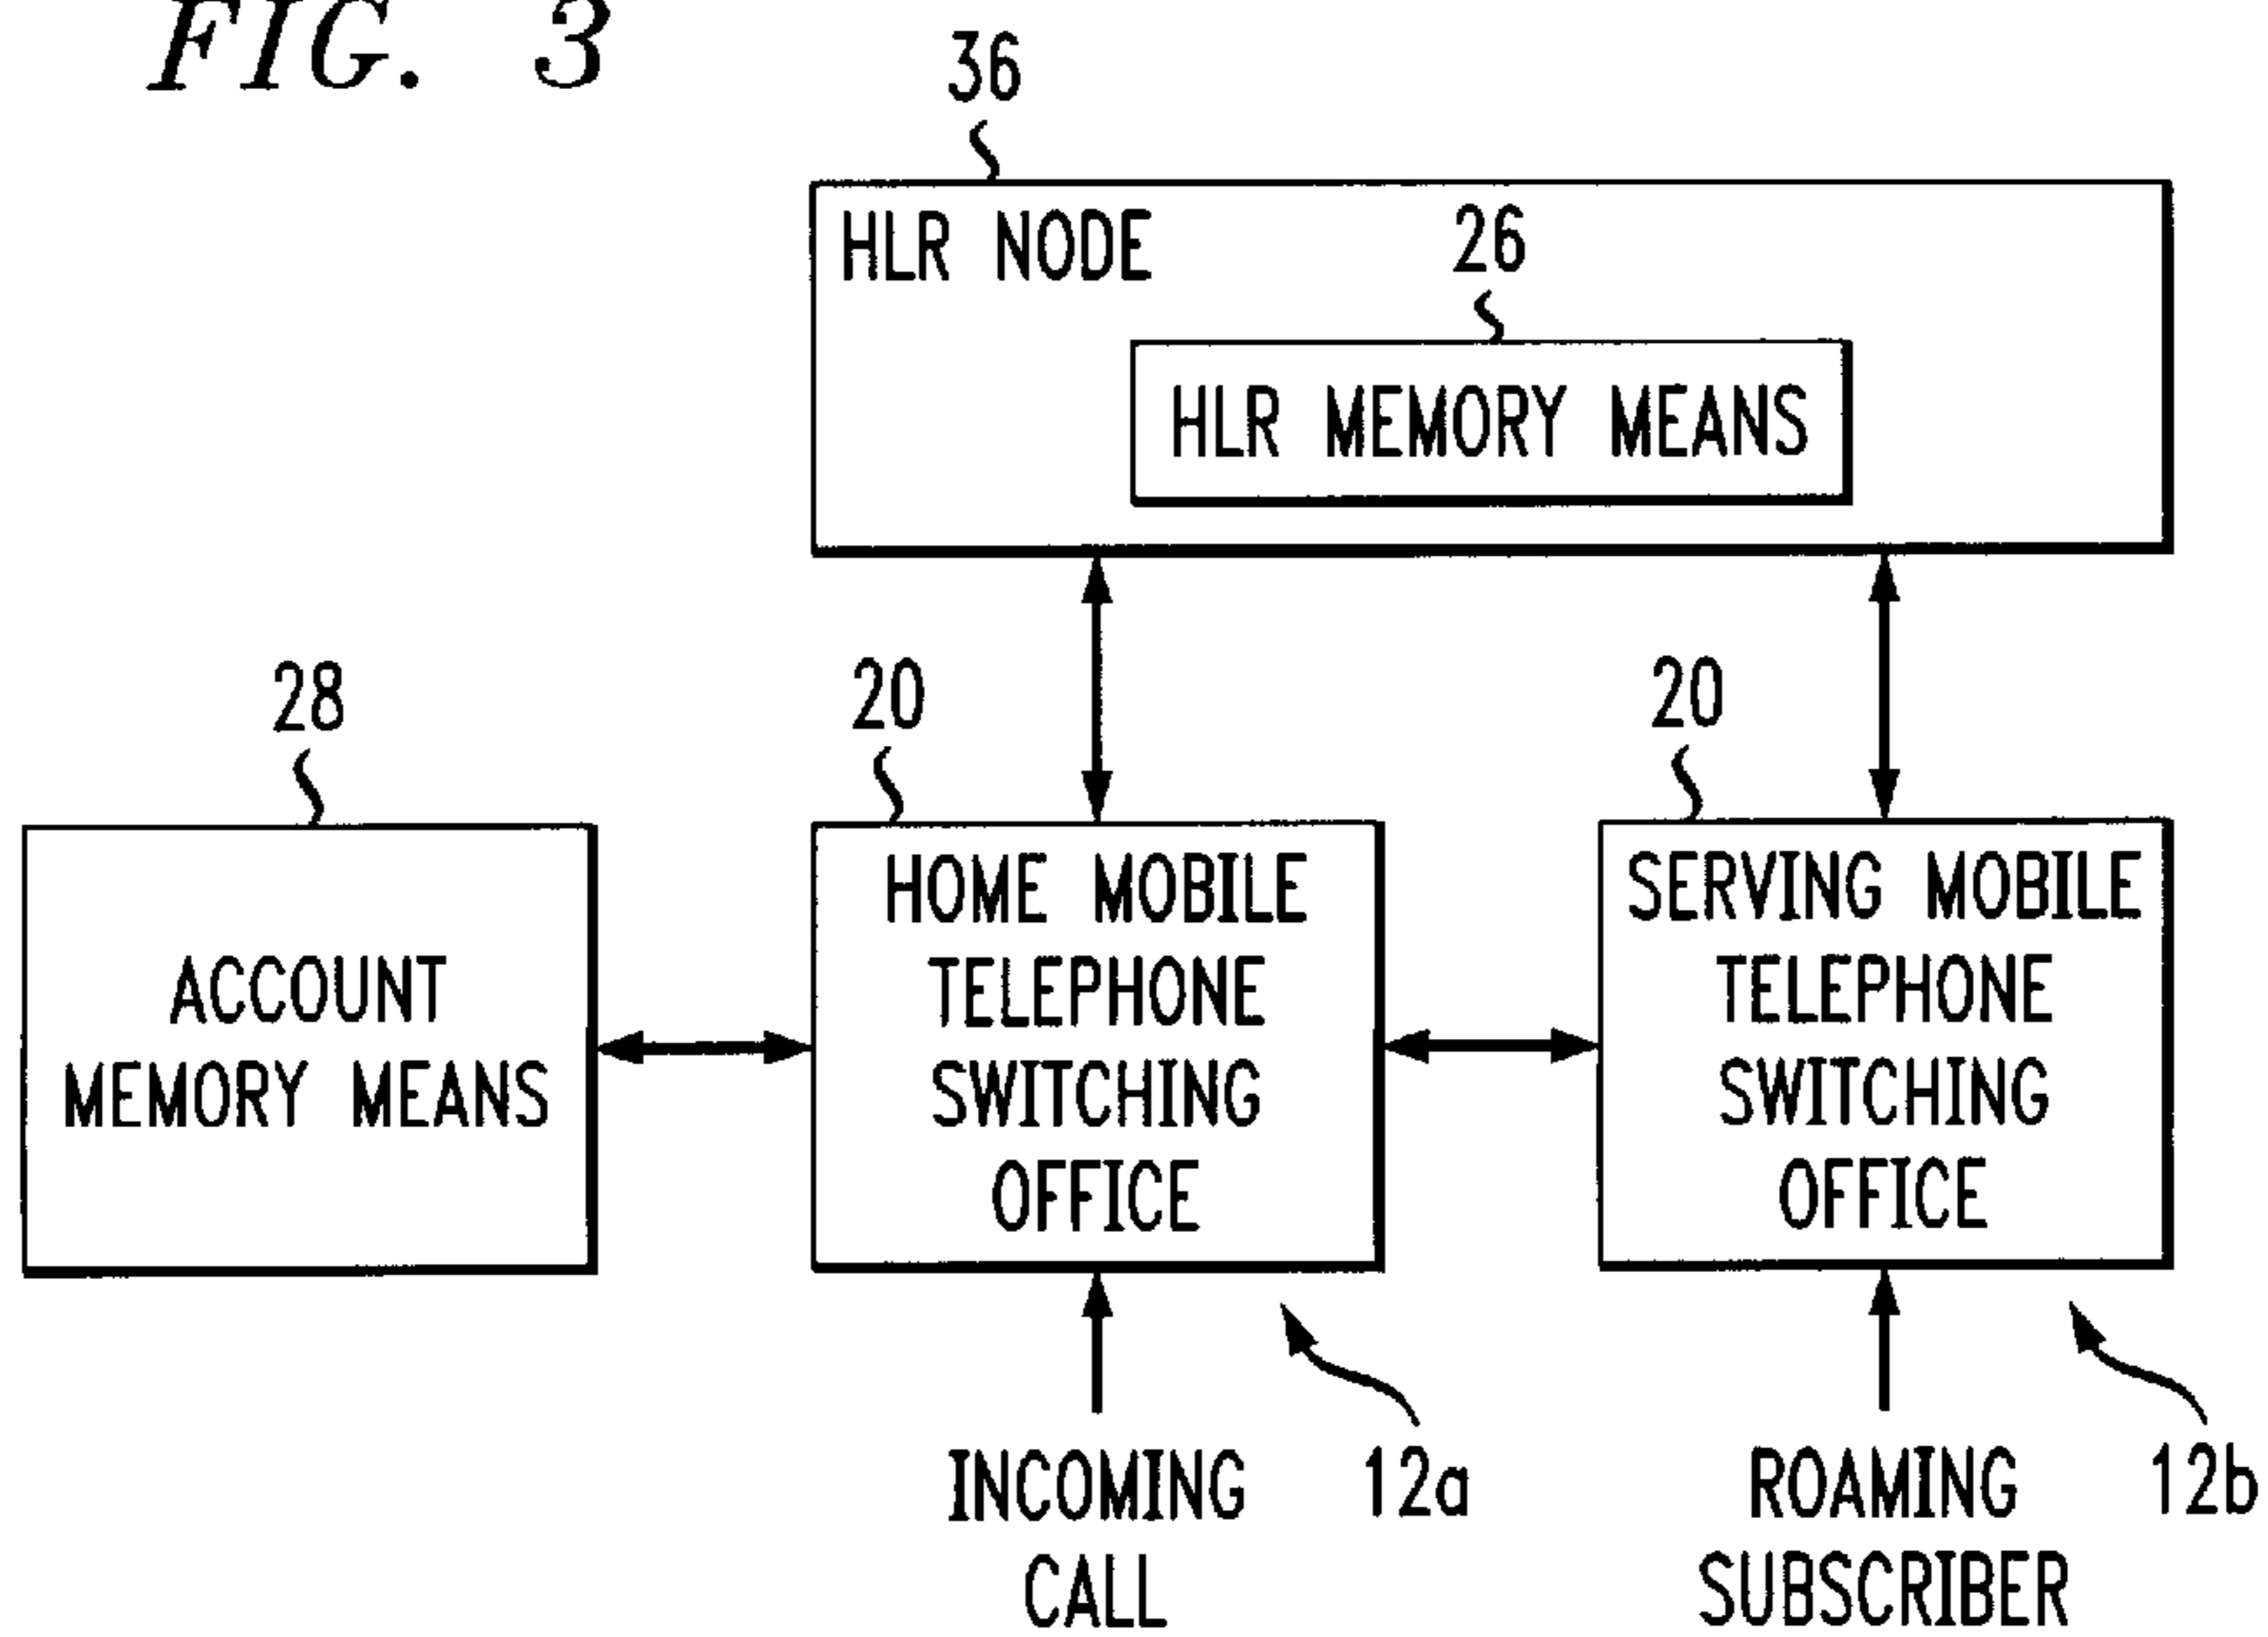 FIG. 3
36
HLR NODE
26
HLR MEMORY MEANS
28
20
20
ACCOUNT
MEMORY MEANS
HOME MOBILE
TELEPHONE
SWITCHING
OFFICE
SERVING MOBILE
TELEPHONE
SWITCHING
OFFICE
INCOMING
CALL
12a
ROAMING
SUBSCRIBER
12b